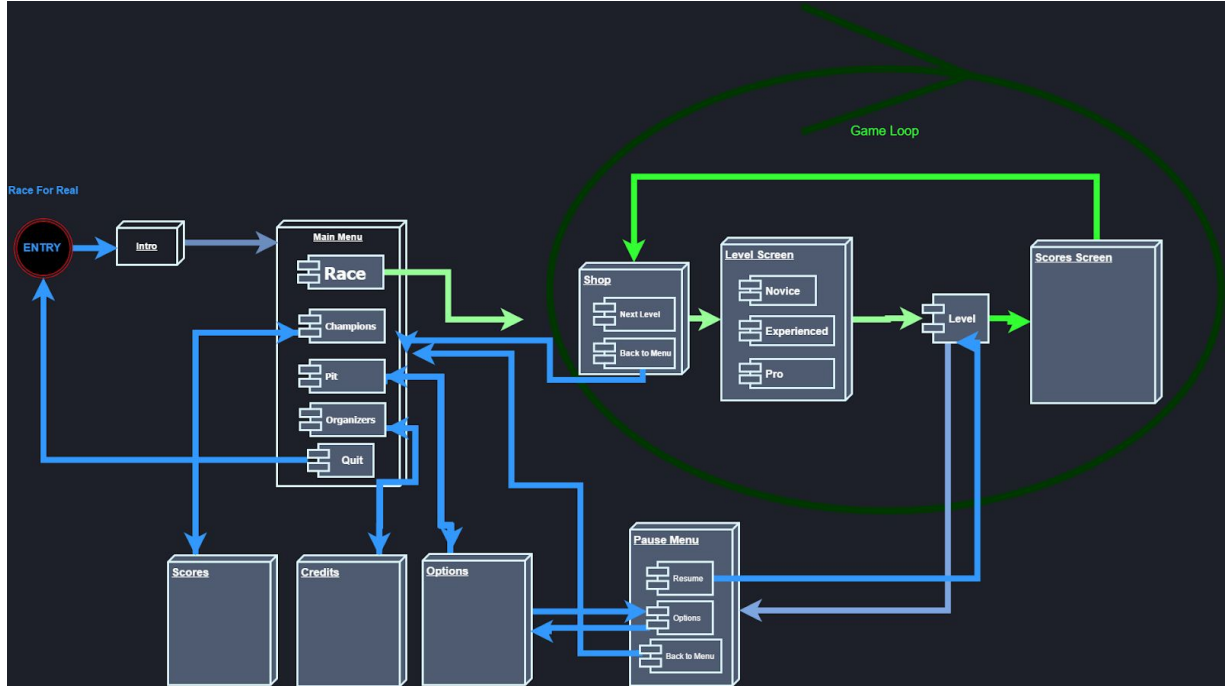 Game Loop
Race For Real
ENTRY
Intro
Main Menu
Race
Champions
Pit
Organizers
Quit
Shop
Next Level
Back to Menu
Level Screen
Novice
Experienced
Pro
Level
Scores Screen
Scores
Credits
Options
Pause Menu
Resume
Options
Back to Menu